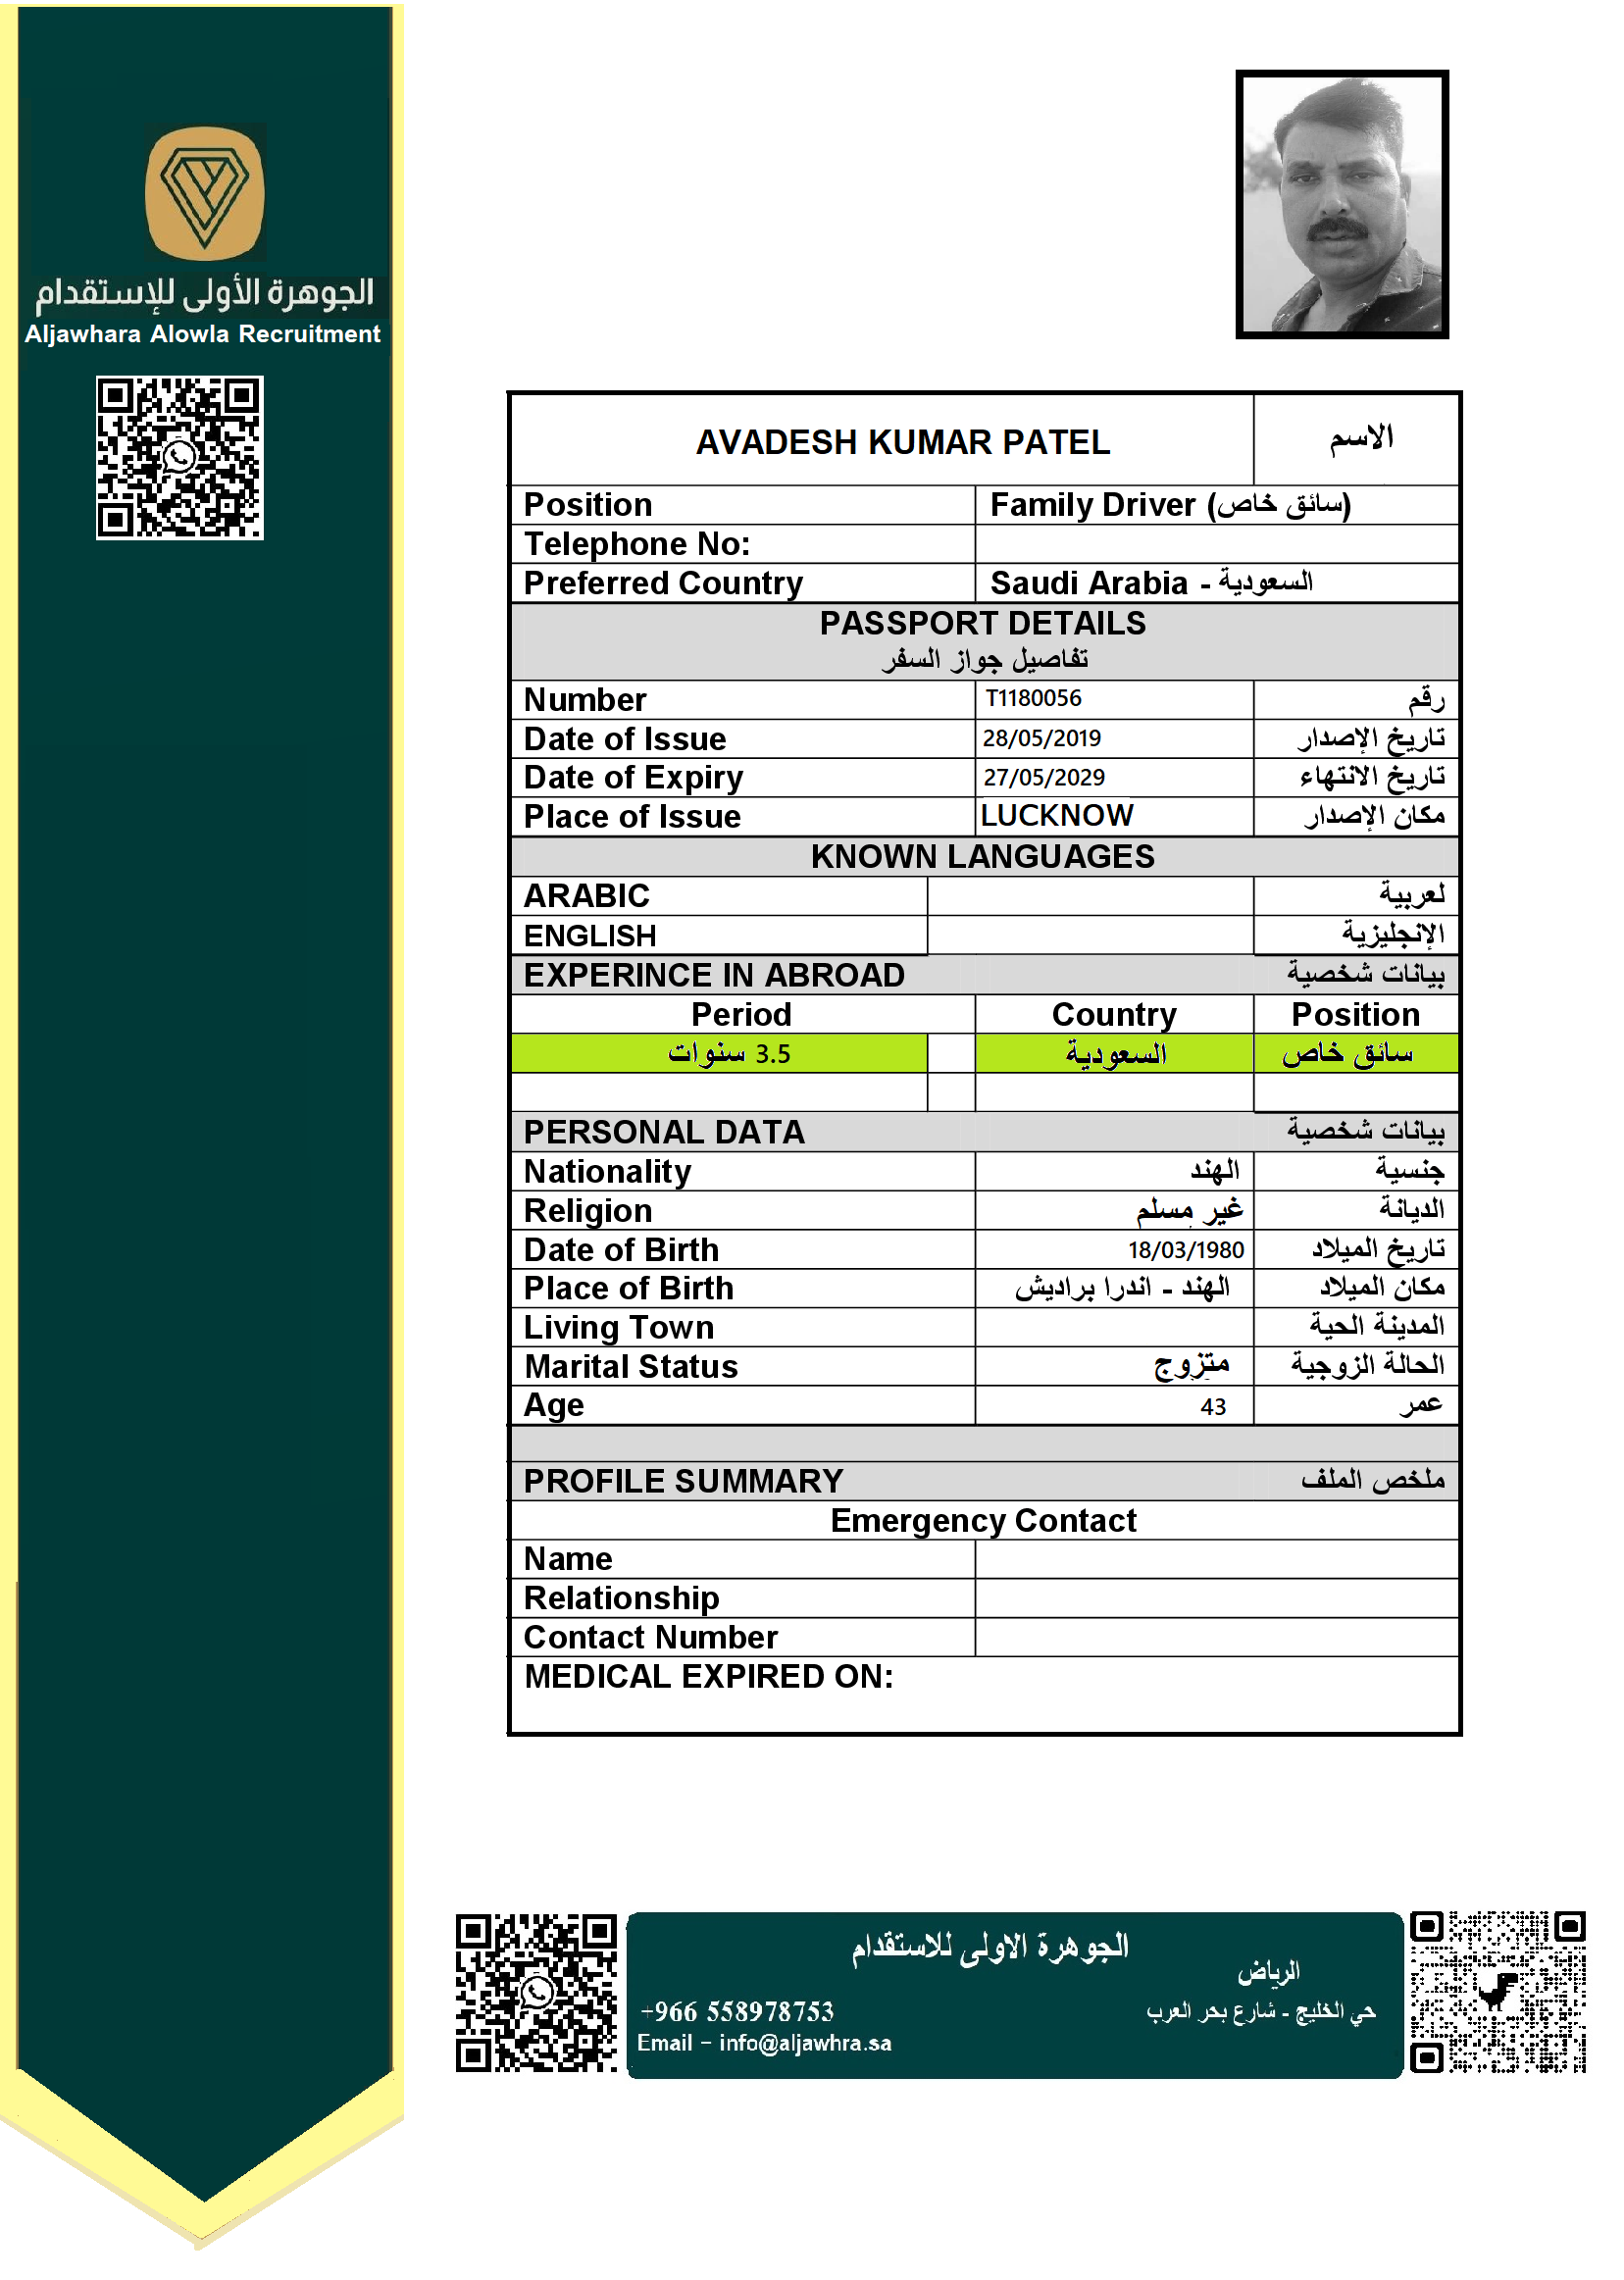 الجوهرة الأولى للإستقدام
Aljawhara Alowla Recruitment
AVADESH KUMAR PATEL الاسم
Position Family Driver (سائق خاص)
Telephone No:
Preferred Country Saudi Arabia - السعودية
PASSPORT DETAILS
تفاصيل جواز السفر
Number T1180056 رقم
Date of Issue 28/05/2019 تاريخ الإصدار
Date of Expiry 27/05/2029 تاريخ الانتهاء
Place of Issue LUCKNOW مكان الإصدار
KNOWN LANGUAGES
ARABIC لعربية
ENGLISH الإنجليزية
EXPERINCE IN ABROAD بيانات شخصية
Period Country Position
3.5 سنوات السعودية سائق خاص
PERSONAL DATA بيانات شخصية
Nationality الهند جنسية
Religion غير مسلم الديانة
Date of Birth 18/03/1980 تاريخ الميلاد
Place of Birth الهند - اندرا براديش مكان الميلاد
Living Town المدينة الحية
Marital Status متزوج الحالة الزوجية
Age 43 عمر
PROFILE SUMMARY ملخص الملف
Emergency Contact
Name
Relationship
Contact Number
MEDICAL EXPIRED ON:
الجوهرة الاولى للاستقدام
الرياض
+966 558978753 حي الخليج - شارع بحر العرب
Email - info@aljawhra.sa